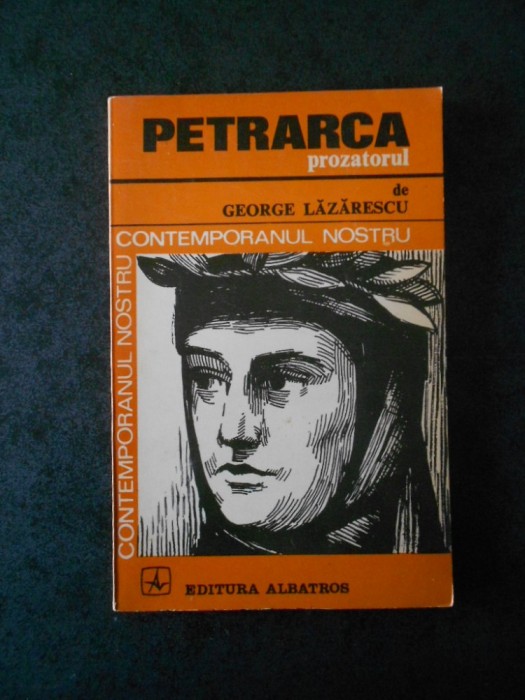 PETRARCA
prozatorul
de
GEORGE LĂZĂRESCU
CONTEMPORANUL NOSTRU
CONTEMPORANUL NOSTRU
EDITURA ALBATROS